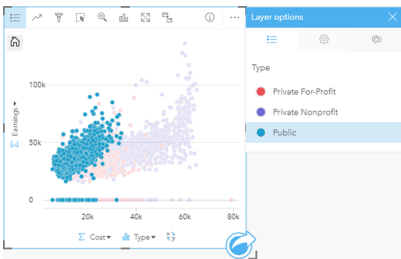 Layer options
Type
Private For-Profit
Private Nonprofit
Public
100k
50k
0
Earnings
20k
40k
60k
80k
Cost
Type